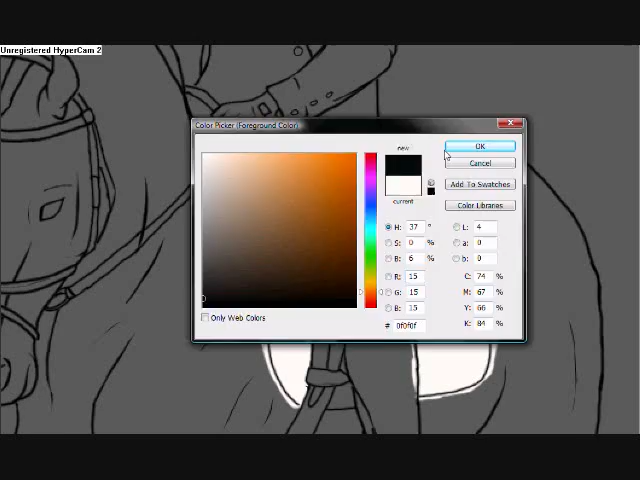 Unregistered HyperCam 2
Color Picker (Foreground Color)
new
OK
Cancel
Add To Swatches
current
Color Libraries
H: 37 °
L: 4
S: 0 %
a: 0
B: 6 %
b: 0
R: 15
C: 74 %
G: 15
M: 67 %
B: 15
Y: 66 %
# 0f0f0f
K: 84 %
Only Web Colors